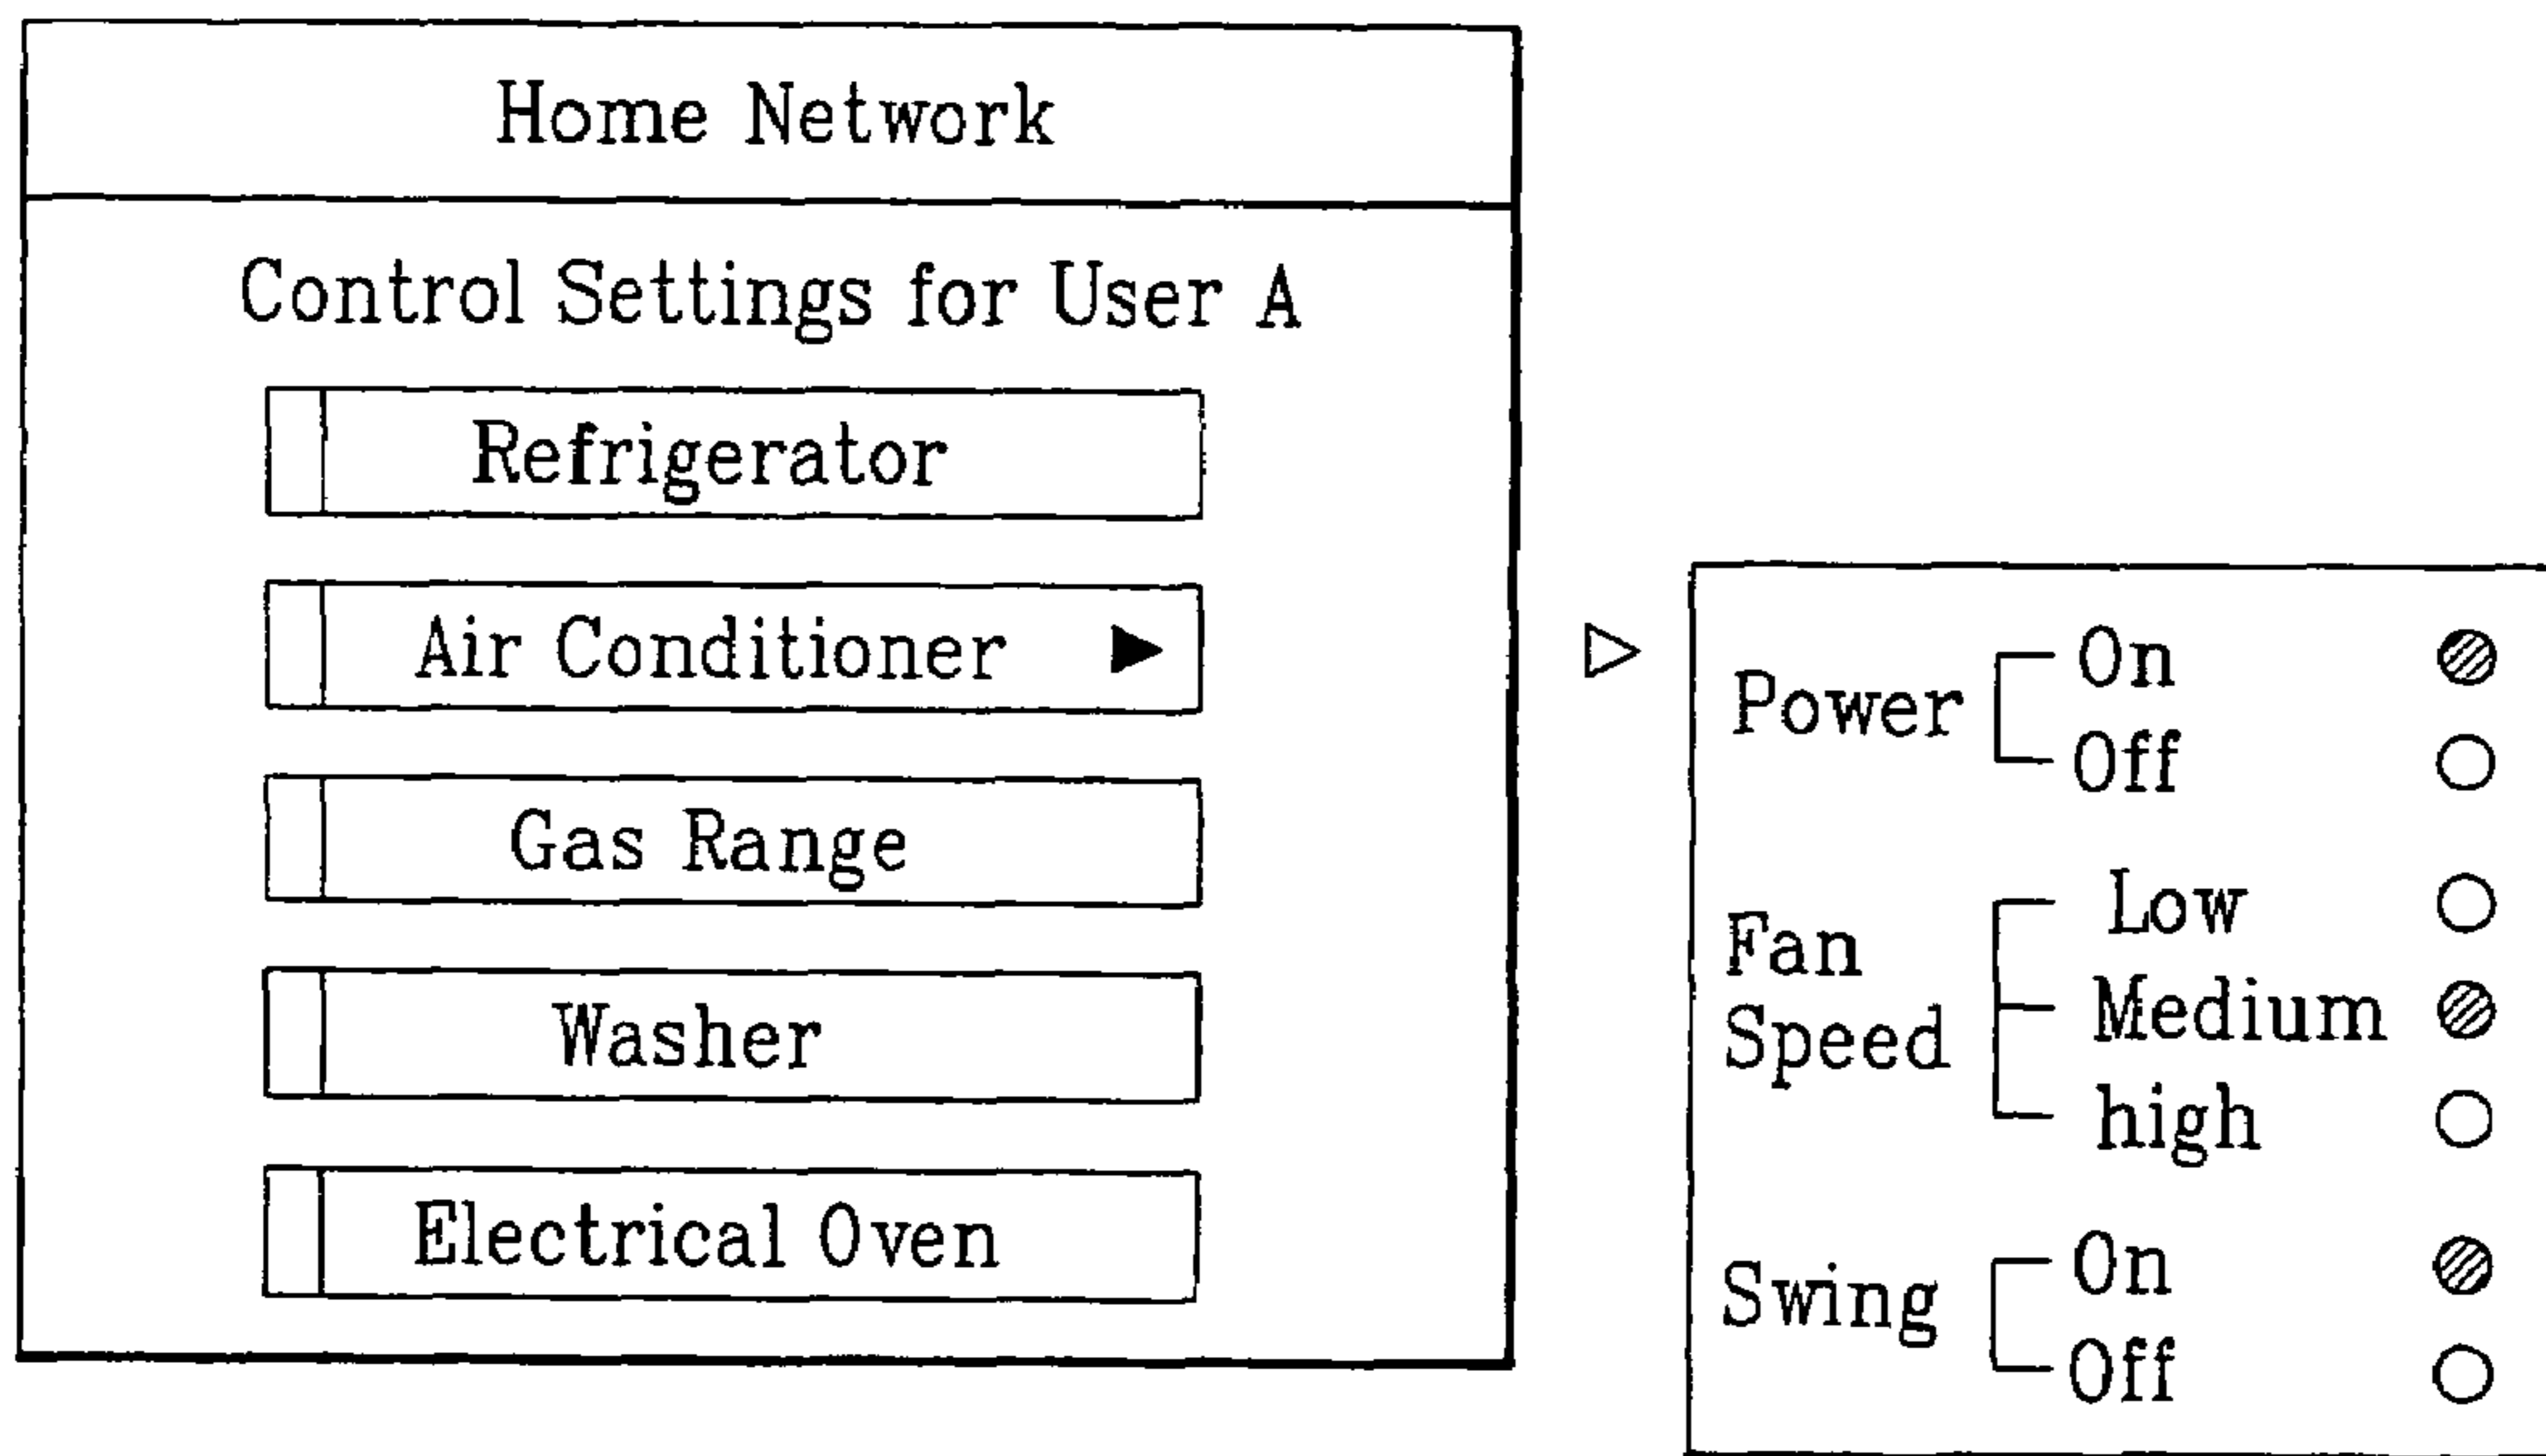 Home Network
Control Settings for User A
Refrigerator
Air Conditioner
Gas Range
Washer
Electrical Oven
Power
On
Off
Fan
Speed
Low
Medium
high
Swing
On
Off